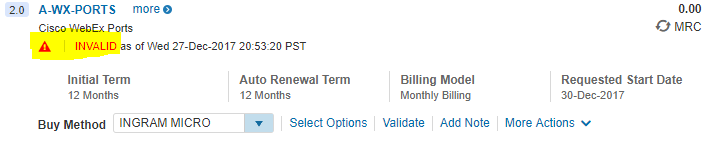 2.0 A-WX-PORTS more 0.00
Cisco WebEx Ports MRC
INVALID as of Wed 27-Dec-2017 20:53:20 PST
Initial Term Auto Renewal Term Billing Model Requested Start Date
12 Months 12 Months Monthly Billing 30-Dec-2017
Buy Method INGRAM MICRO Select Options Validate Add Note More Actions